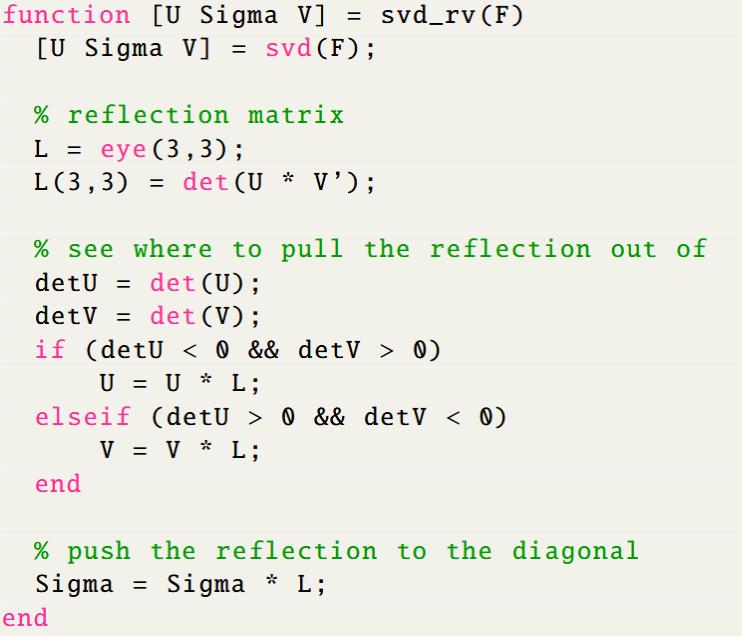 function [U Sigma V] = svd_rv(F)
  [U Sigma V] = svd(F);

  % reflection matrix
  L = eye(3,3);
  L(3,3) = det(U * V’);

  % see where to pull the reflection out of
  detU = det(U);
  detV = det(V);
  if (detU < 0 && detV > 0)
      U = U * L;
  elseif (detU > 0 && detV < 0)
      V = V * L;
  end

  % push the reflection to the diagonal
  Sigma = Sigma * L;
end